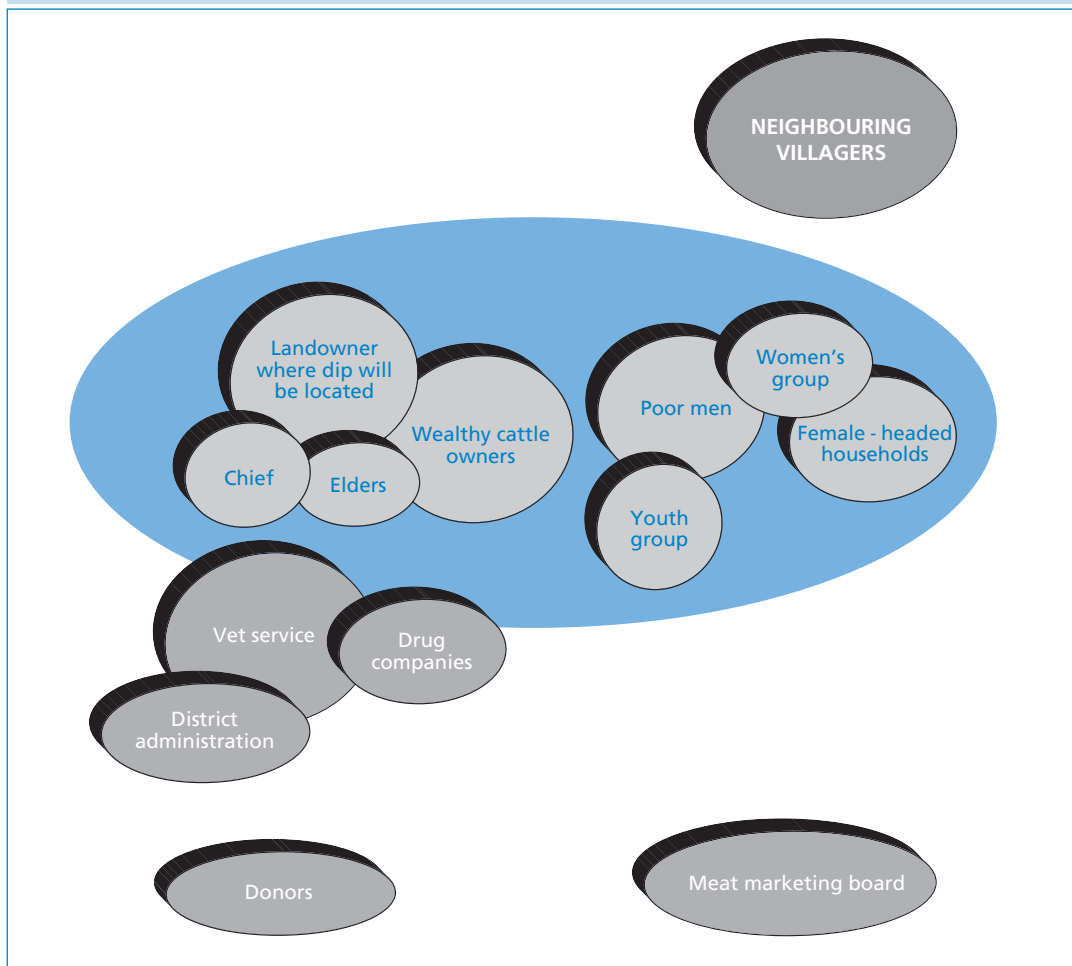 NEIGHBOURING
VILLAGERS
Landowner
where dip will
be located
Wealthy cattle
owners
Chief
Elders
Poor men
Women's
group
Female - headed
households
Youth
group
Vet service
Drug
companies
District
administration
Donors
Meat marketing board